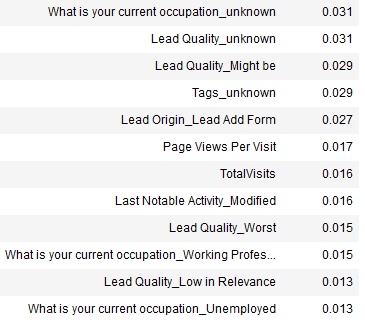 What is your current occupation_unknown 0.031
Lead Quality_unknown 0.031
Lead Quality_Might be 0.029
Tags_unknown 0.029
Lead Origin_Lead Add Form 0.027
Page Views Per Visit 0.017
TotalVisits 0.016
Last Notable Activity_Modified 0.016
Lead Quality_Worst 0.015
What is your current occupation_Working Profes... 0.015
Lead Quality_Low in Relevance 0.013
What is your current occupation_Unemployed 0.013